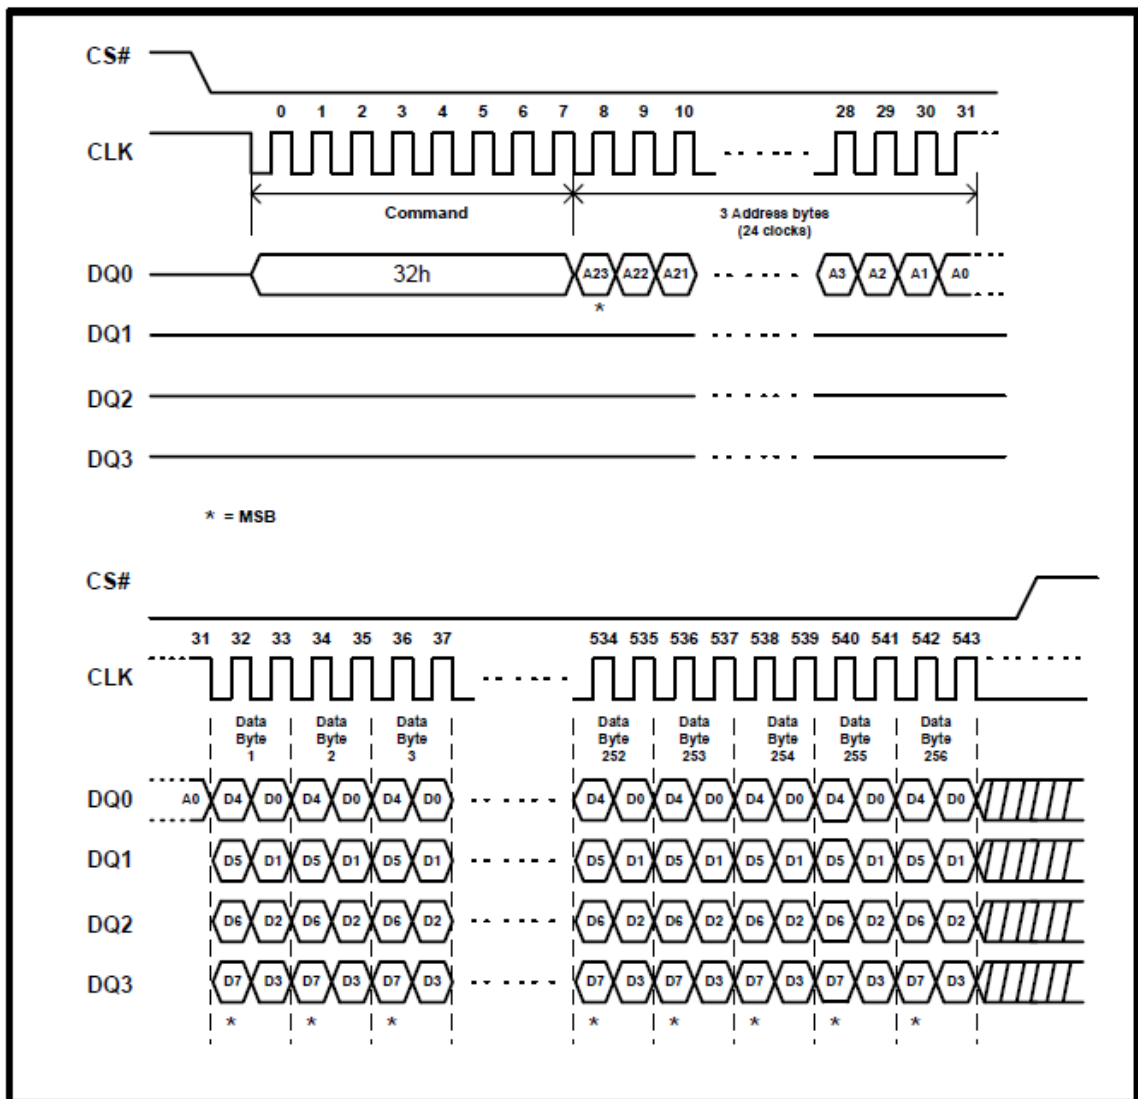 CS#
0 1 2 3 4 5 6 7 8 9 10 28 29 30 31
CLK
Command
3 Address bytes
(24 clocks)
DQ0 32h A23 A22 A21 A3 A2 A1 A0
*
DQ1
DQ2
DQ3
* = MSB
CS#
31 32 33 34 35 36 37 534 535 536 537 538 539 540 541 542 543
CLK
Data Data Data Data Data Data Data Data
Byte Byte Byte Byte Byte Byte Byte Byte
1 2 3 252 253 254 255 256
DQ0 A0 D4 D0 D4 D0 D4 D0 D4 D0 D4 D0 D4 D0 D4 D0 D4 D0
DQ1 D5 D1 D5 D1 D5 D1 D5 D1 D5 D1 D5 D1 D5 D1 D5 D1
DQ2 D6 D2 D6 D2 D6 D2 D6 D2 D6 D2 D6 D2 D6 D2 D6 D2
DQ3 D7 D3 D7 D3 D7 D3 D7 D3 D7 D3 D7 D3 D7 D3 D7 D3
* * * * * * * *